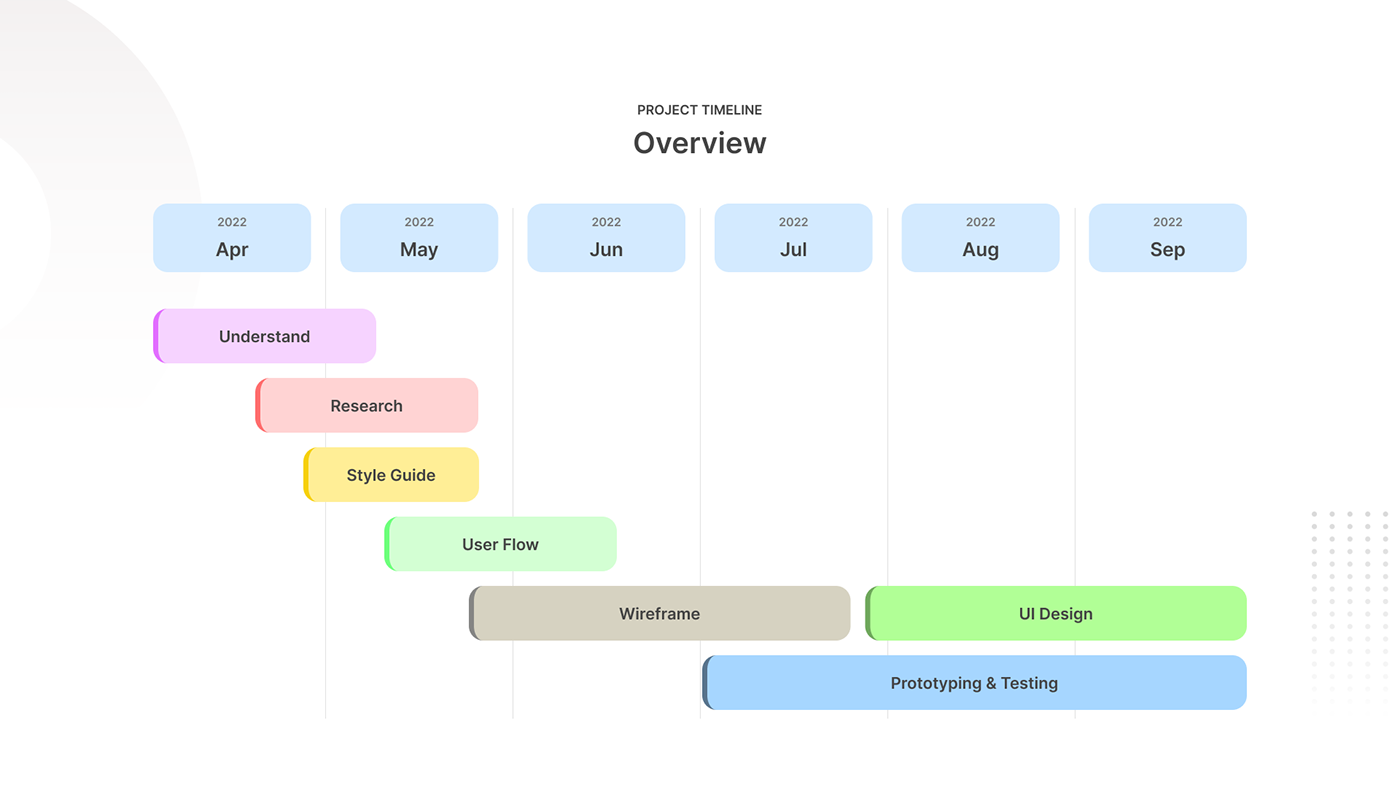 PROJECT TIMELINE
Overview
2022 2022 2022 2022 2022 2022
Apr May Jun Jul Aug Sep
Understand
Research
Style Guide
User Flow
Wireframe UI Design
Prototyping & Testing